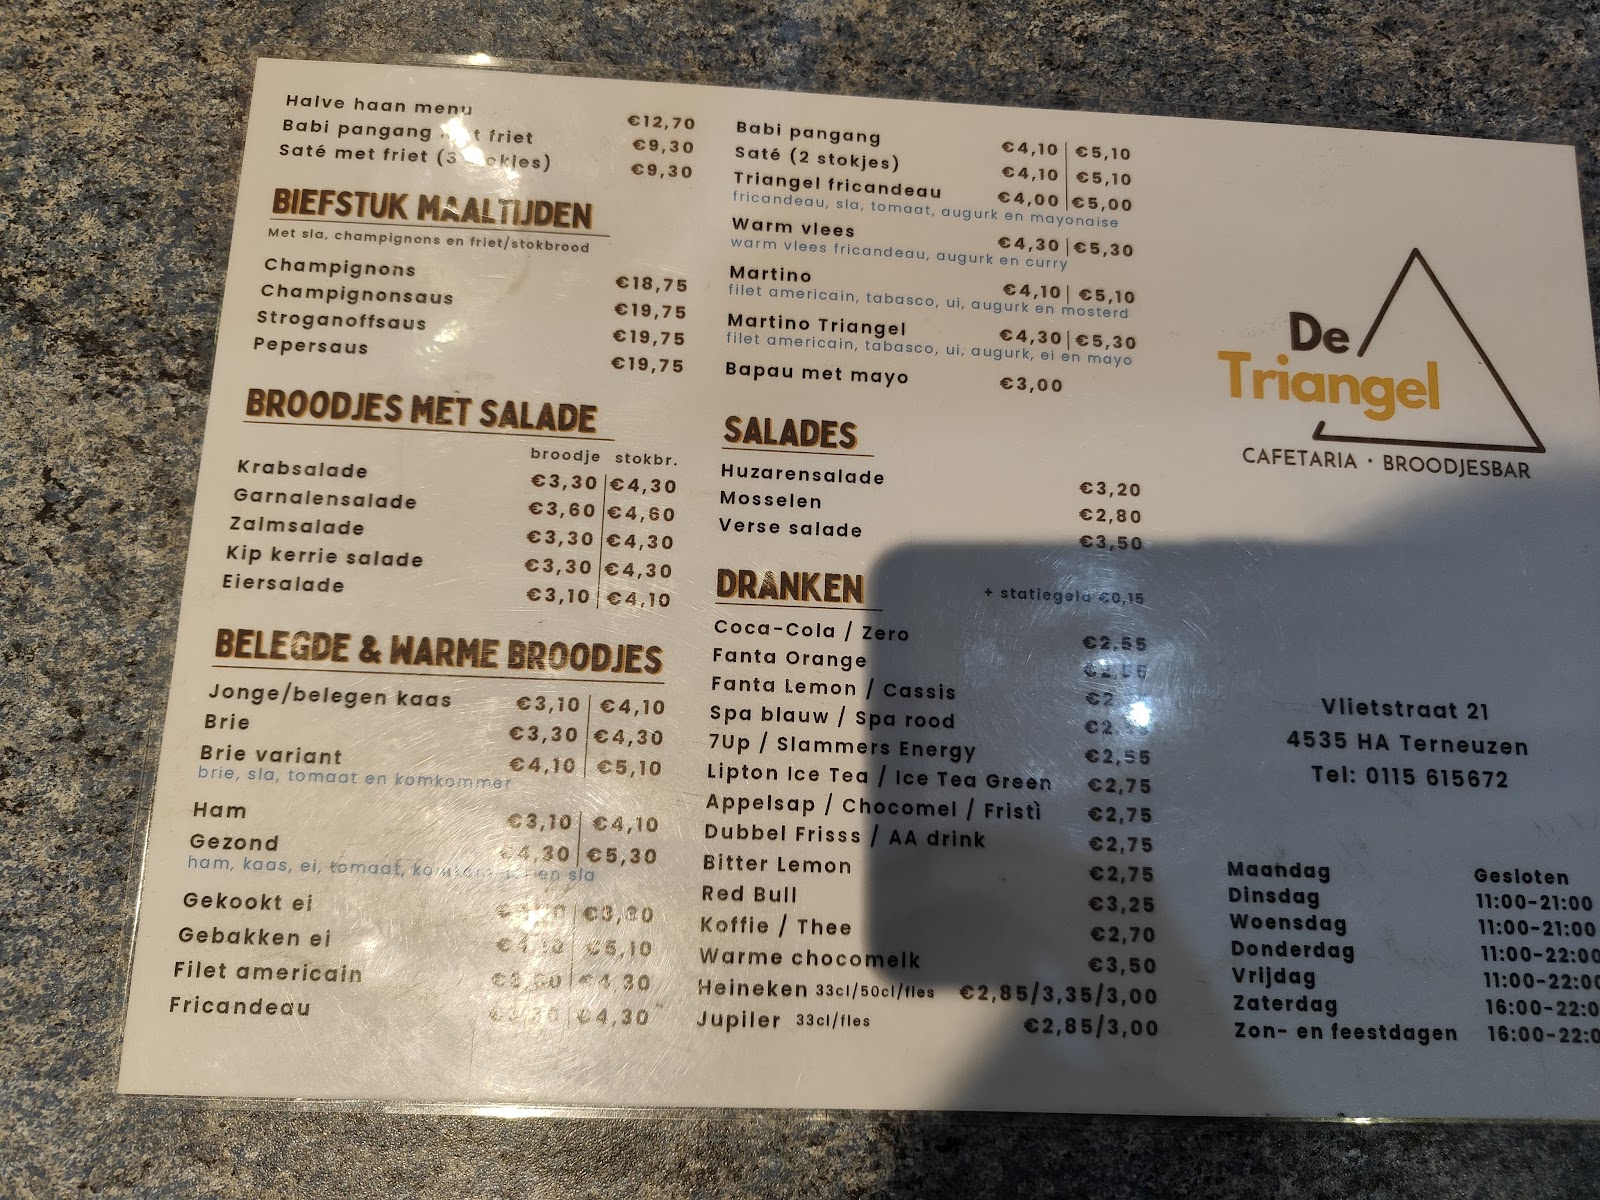 Halve haan menu €12,70
Babi pangang friet €9,30
Saté met friet (3 €9,30
BIEFSTUK MAALTIJDEN
Met sla, champignons en friet/stokbrood
Champignons €18,75
Champignonsaus €19,75
Stroganoffsaus €19,75
Pepersaus €19,75
BROODJES MET SALADE
broodje stokbr.
Krabsalade €3,30 €4,30
Garnalensalade €3,60 €4,60
Zalmsalade €3,30 €4,30
Kip kerrie salade €3,30 €4,30
Eiersalade €3,10 €4,10
BELEGDE & WARME BROODJES
Jonge/belegen kaas €3,10 €4,10
Brie €3,30 €4,30
Brie variant €4,10 €5,10
brie, sla, tomaat en komkommer
Ham €3,10 €4,10
Gezond €4,30 €5,30
ham, kaas, ei, tomaat, en sla
Gekookt ei
Gebakken ei €5,10
Filet americain €4,30
Fricandeau €4,30
Babi pangang €4,10 €5,10
Saté (2 stokjes) €4,10 €5,10
Triangel fricandeau €4,00 €5,00
fricandeau, sla, tomaat, augurk en mayonaise
Warm vlees €4,30 €5,30
warm vlees fricandeau, augurk en curry
Martino €4,10 €5,10
filet americain, tabasco, ui, augurk en mosterd
Martino Triangel €4,30 €5,30
filet americain, tabasco, ui, augurk, ei en mayo
Bapau met mayo €3,00
SALADES
Huzarensalade €3,20
Mosselen €2,80
Verse salade €3,50
DRANKEN
+ statiegeld €0,15
Coca-Cola / Zero €2,55
Fanta Orange €2,55
Fanta Lemon / Cassis
Spa blauw / Spa rood
7Up / Slammers Energy €2,55
Lipton Ice Tea / Ice Tea Green €2,75
Appelsap / Chocomel / Fristi €2,75
Dubbel Frisss / AA drink €2,75
Bitter Lemon €2,75
Red Bull €3,25
Koffie / Thee €2,70
Warme chocomelk €3,50
Heineken 33cl/50cl/fles €2,85/3,35/3,00
Jupiler 33cl/fles €2,85/3,00
De
Triangel
CAFETARIA · BROODJESBAR
Vlietstraat 21
4535 HA Terneuzen
Tel: 0115 615672
Maandag Gesloten
Dinsdag 11:00-21:00
Woensdag 11:00-21:00
Donderdag 11:00-22:00
Vrijdag 11:00-22:00
Zaterdag 16:00-22:0
Zon- en feestdagen 16:00-22:0